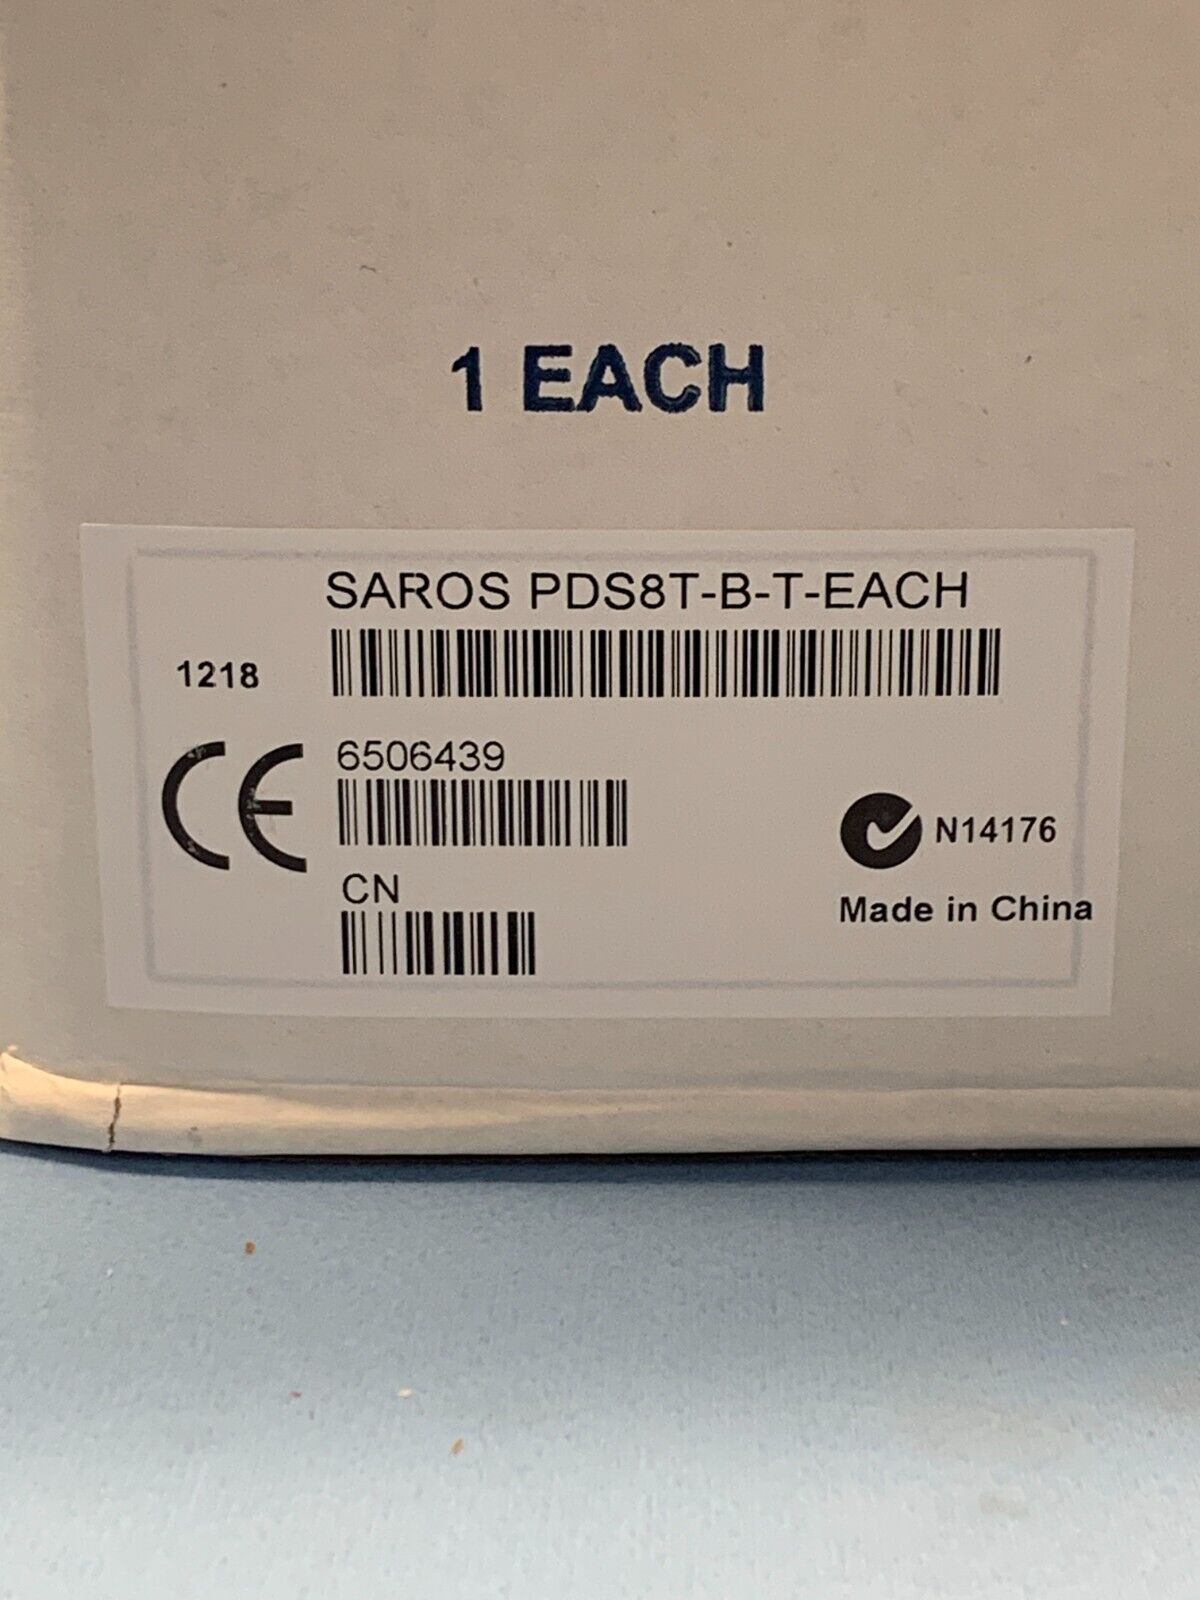 1 EACH
SAROS PDS8T-B-T-EACH
1218
CE
6506439
N14176
CN
Made in China